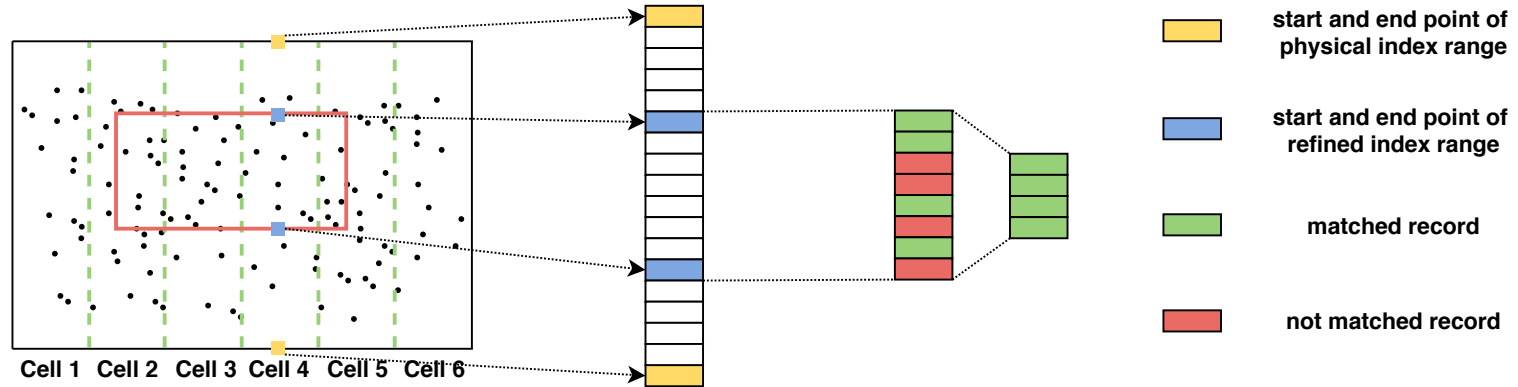 start and end point of
physical index range
start and end point of
refined index range
matched record
not matched record
Cell 1 Cell 2 Cell 3 Cell 4 Cell 5 Cell 6